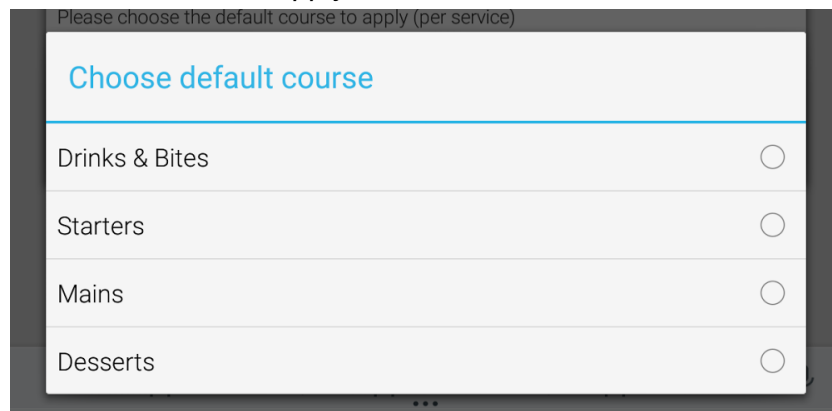 Please choose the default course to apply (per service)
Choose default course
Drinks & Bites
Starters
Mains
Desserts